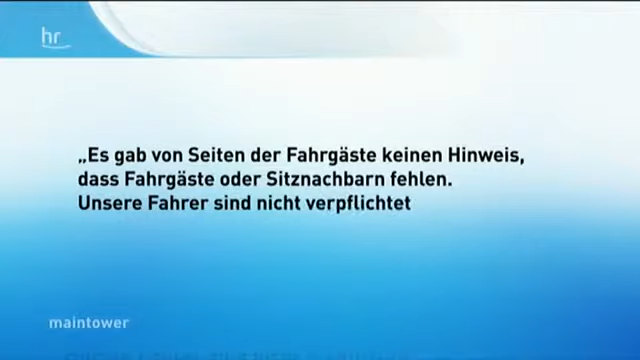 hr
„Es gab von Seiten der Fahrgäste keinen Hinweis,
dass Fahrgäste oder Sitznachbarn fehlen.
Unsere Fahrer sind nicht verpflichtet
maintower